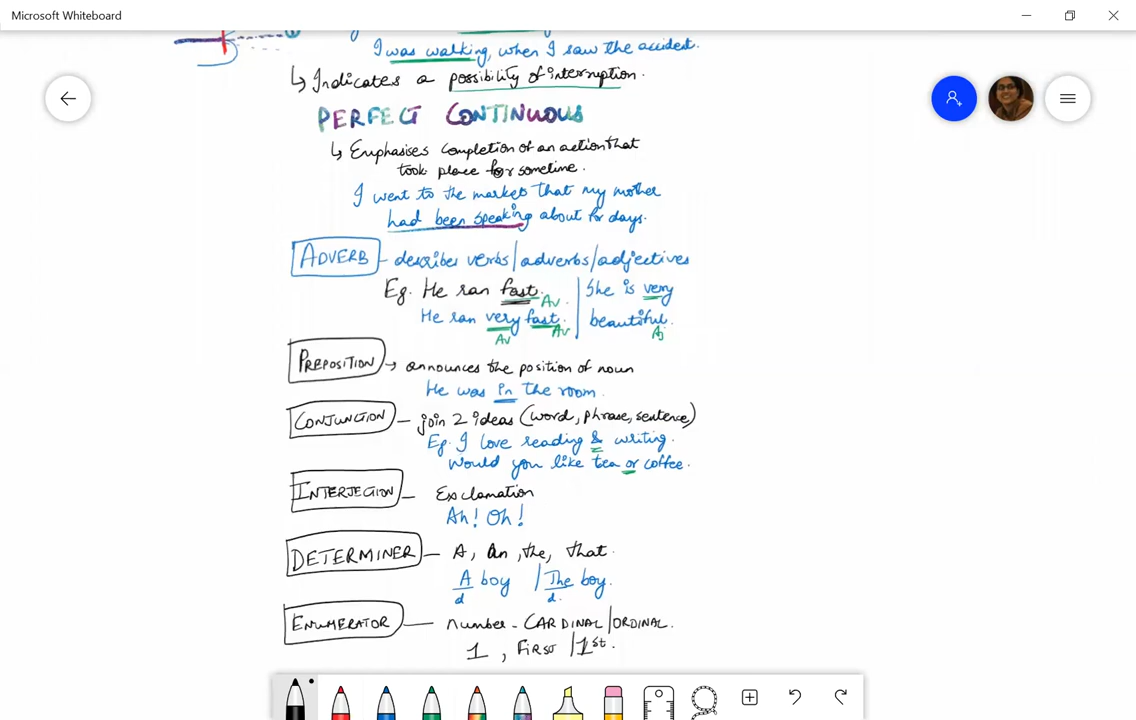 Microsoft Whiteboard
I was walking, when I saw the accident.
↳ Indicates a possibility of interruption.
PERFECT CONTINUOUS
↳ Emphasises completion of an action that
took place for sometime.
I went to the market that my mother
had been speaking about for days.
ADVERB - describes verbs/adverbs/adjectives
Eg. He ran fast. | She is very
Av
He ran very fast. | beautiful.
Av Av Aj
PREPOSITION → announces the position of noun
He was in the room.
CONJUNCTION - join 2 ideas (word, phrase, sentence)
Eg. I love reading & writing.
Would you like tea or coffee.
INTERJECTION - Exclamation
Ah! Oh!
DETERMINER - A, An, the, that.
A boy | The boy.
d d.
ENUMERATOR - number - CARDINAL/ORDINAL.
1, FIRST/1st.